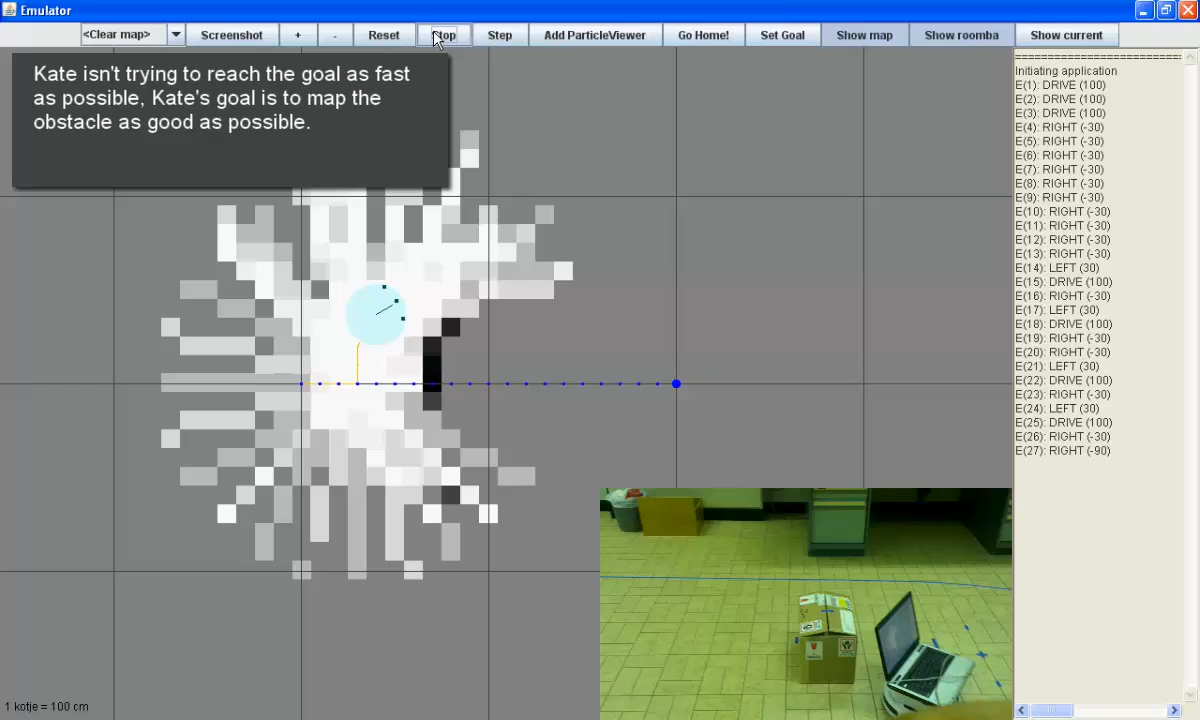 Emulator
<Clear map>
Screenshot
+
-
Reset
Step
Add ParticleViewer
Go Home!
Set Goal
Show map
Show roomba
Show current
Kate isn't trying to reach the goal as fast
as possible, Kate's goal is to map the
obstacle as good as possible.
Initiating application
E(1): DRIVE (100)
E(2): DRIVE (100)
E(3): DRIVE (100)
E(4): RIGHT (-30)
E(5): RIGHT (-30)
E(6): RIGHT (-30)
E(7): RIGHT (-30)
E(8): RIGHT (-30)
E(9): RIGHT (-30)
E(10): RIGHT (-30)
E(11): RIGHT (-30)
E(12): RIGHT (-30)
E(13): RIGHT (-30)
E(14): LEFT (30)
E(15): DRIVE (100)
E(16): RIGHT (-30)
E(17): LEFT (30)
E(18): DRIVE (100)
E(19): RIGHT (-30)
E(20): RIGHT (-30)
E(21): LEFT (30)
E(22): DRIVE (100)
E(23): RIGHT (-30)
E(24): LEFT (30)
E(25): DRIVE (100)
E(26): RIGHT (-30)
E(27): RIGHT (-90)
1 kotje = 100 cm